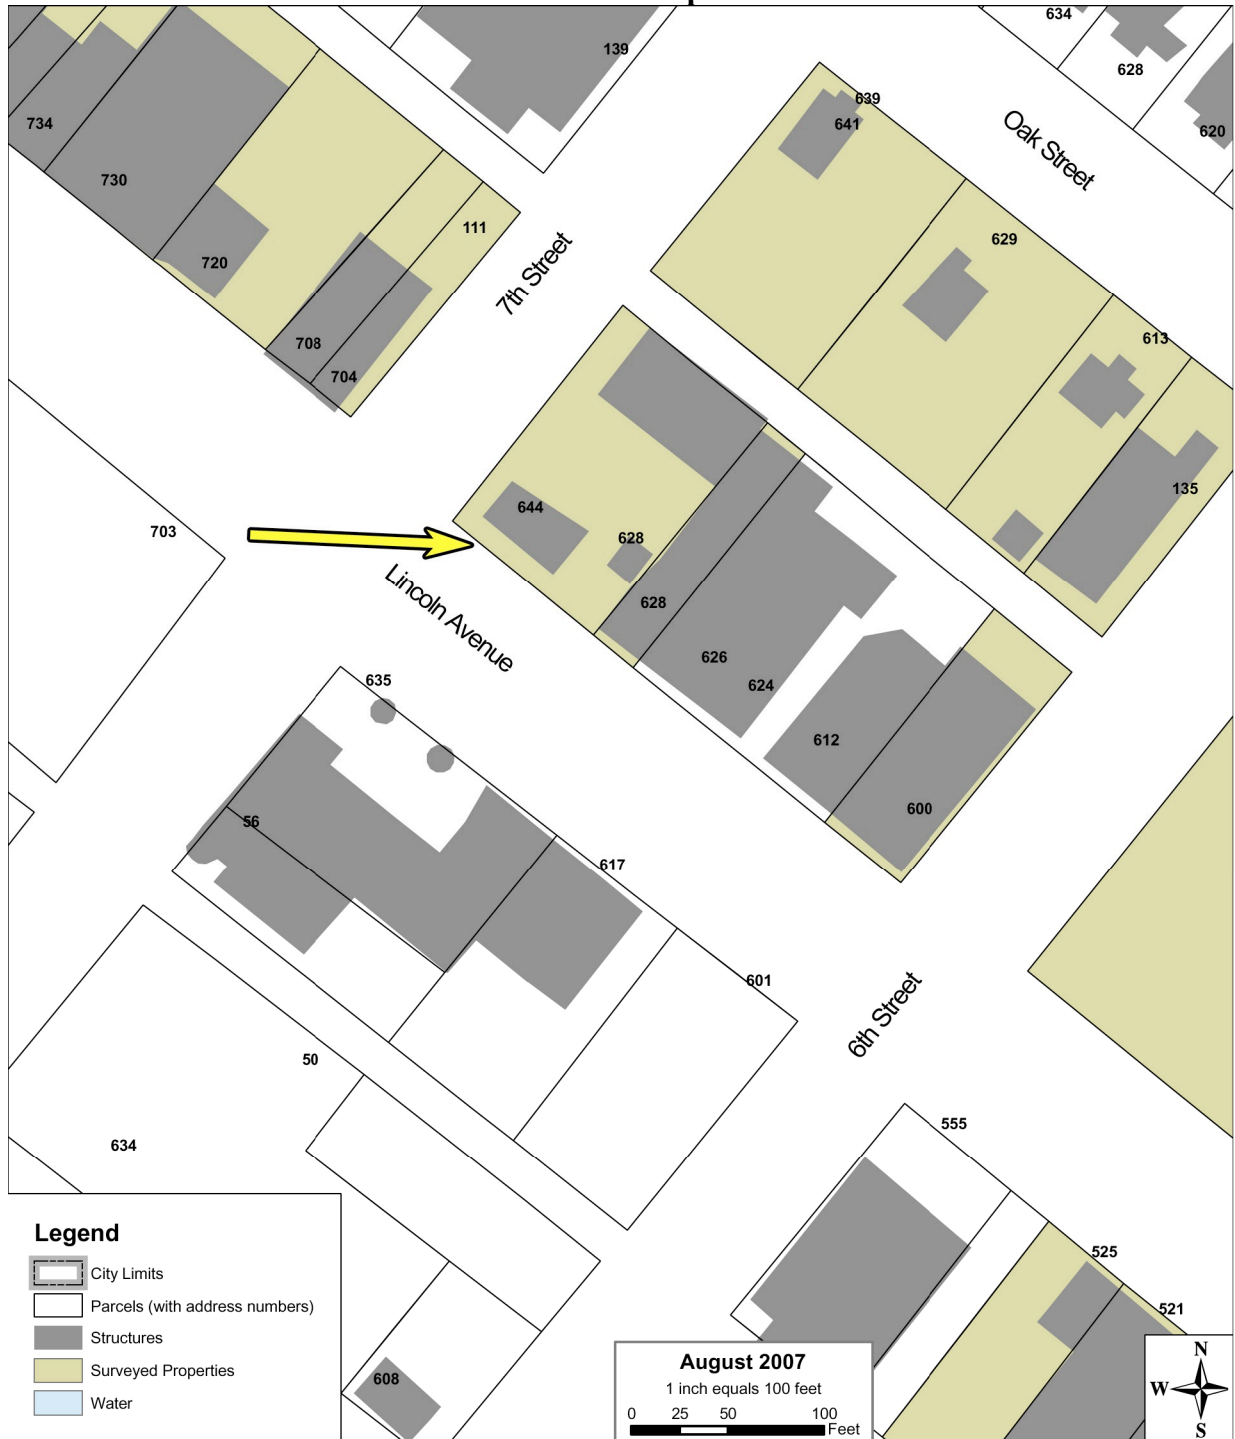 634
139
628
639
641
734
620
Oak Street
730
111
629
7th Street
720
613
708
704
135
644
703
628
Lincoln Avenue
628
626
624
635
612
600
56
617
601
6th Street
50
555
634
525
521
608
Legend
City Limits
Parcels (with address numbers)
Structures
Surveyed Properties
Water
August 2007
1 inch equals 100 feet
0 25 50 100
Feet
N
W
S